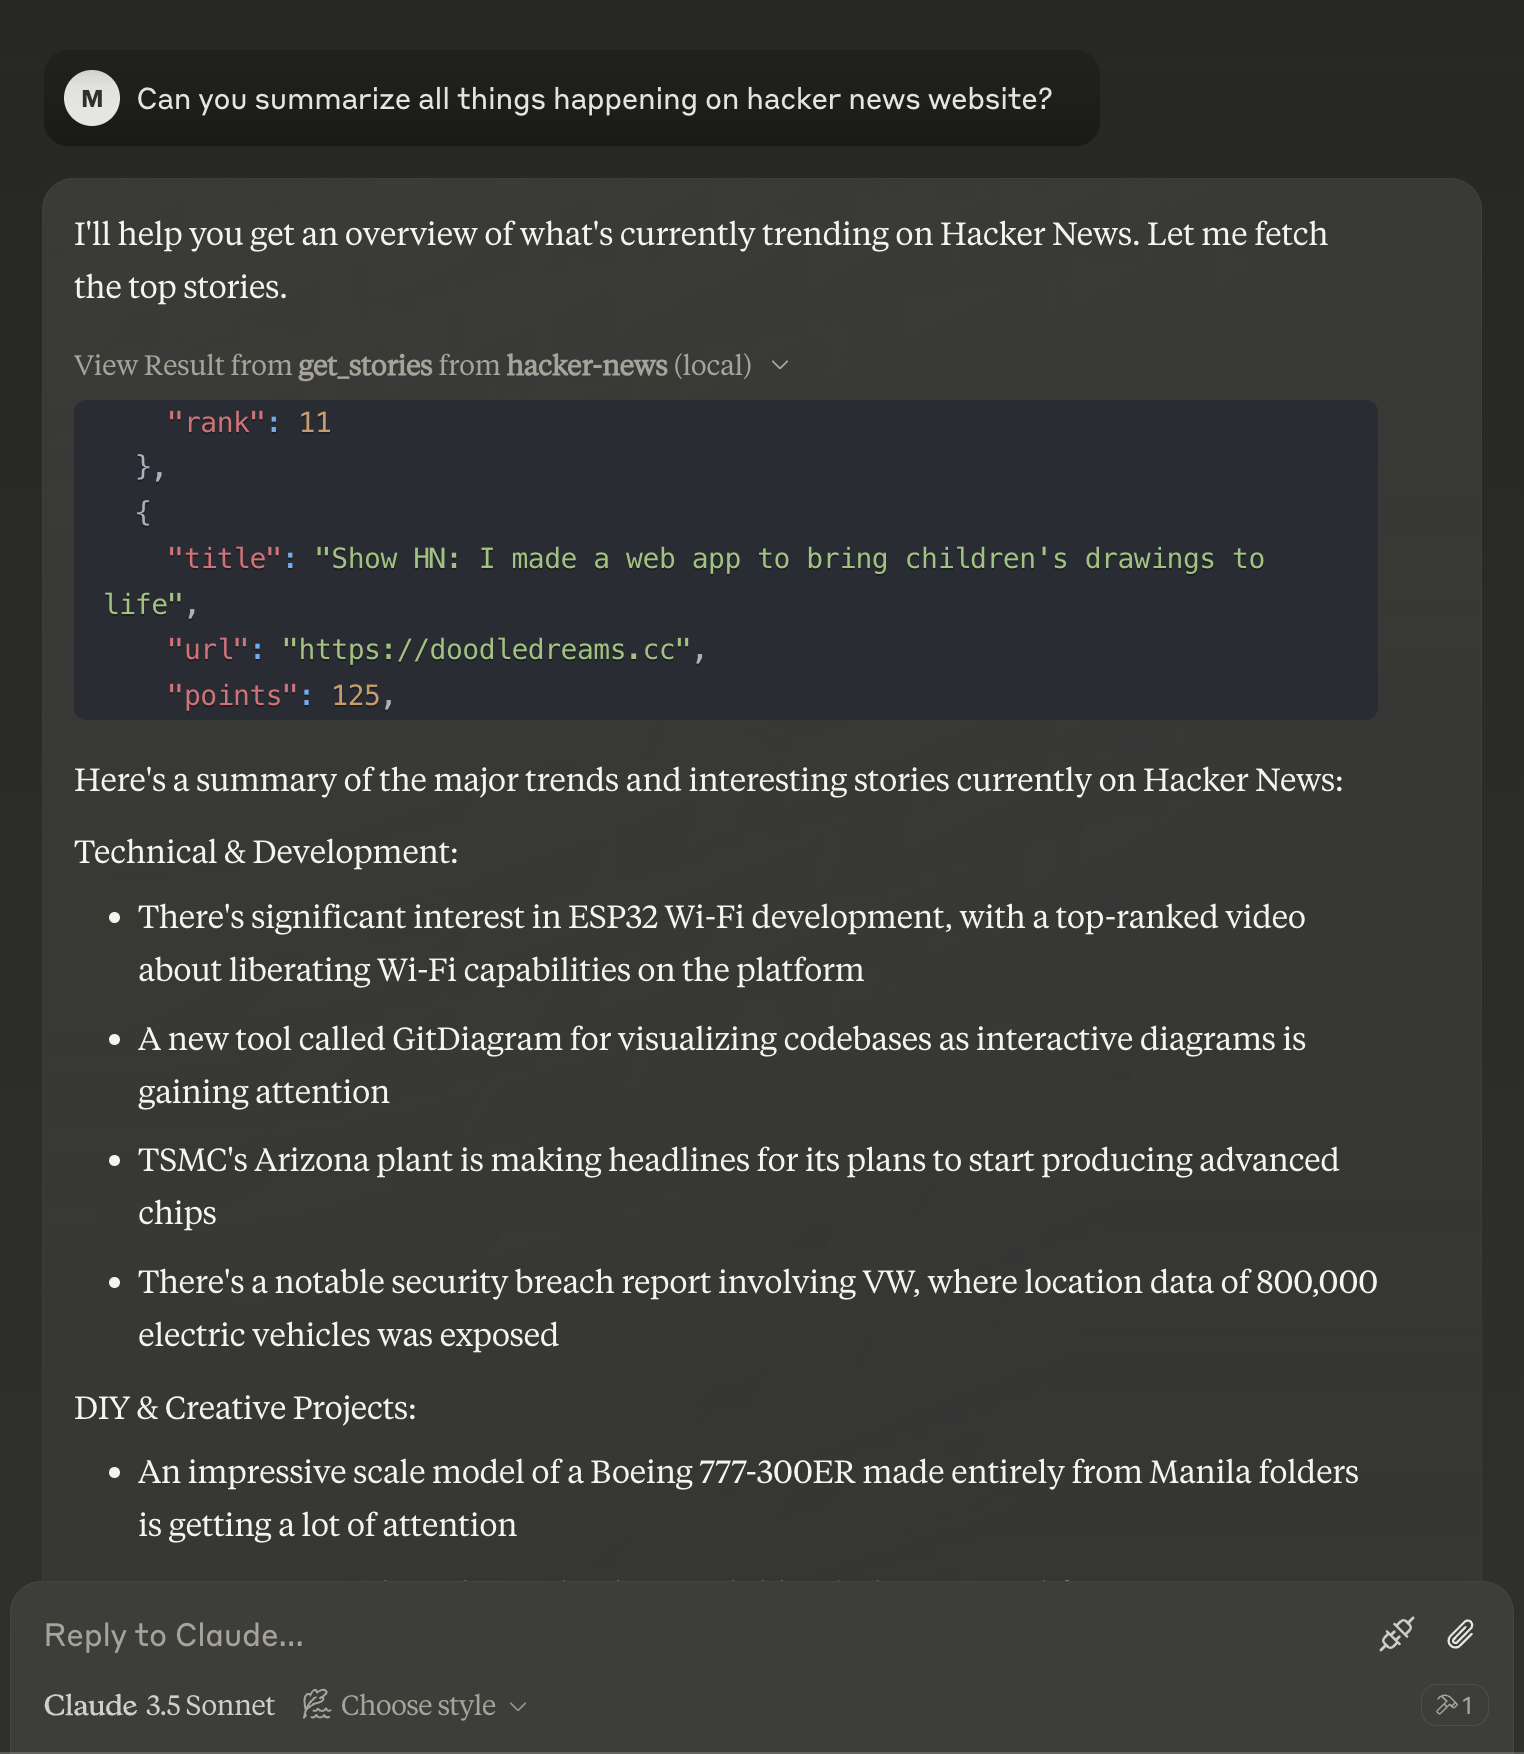 M Can you summarize all things happening on hacker news website?
I'll help you get an overview of what's currently trending on Hacker News. Let me fetch
the top stories.
View Result from get_stories from hacker-news (local)
"rank": 11
},
{
"title": "Show HN: I made a web app to bring children's drawings to
life",
"url": "https://doodledreams.cc",
"points": 125,
Here's a summary of the major trends and interesting stories currently on Hacker News:
Technical & Development:
• There's significant interest in ESP32 Wi-Fi development, with a top-ranked video
about liberating Wi-Fi capabilities on the platform
• A new tool called GitDiagram for visualizing codebases as interactive diagrams is
gaining attention
• TSMC's Arizona plant is making headlines for its plans to start producing advanced
chips
• There's a notable security breach report involving VW, where location data of 800,000
electric vehicles was exposed
DIY & Creative Projects:
• An impressive scale model of a Boeing 777-300ER made entirely from Manila folders
is getting a lot of attention
Reply to Claude...
Claude 3.5 Sonnet Choose style
1